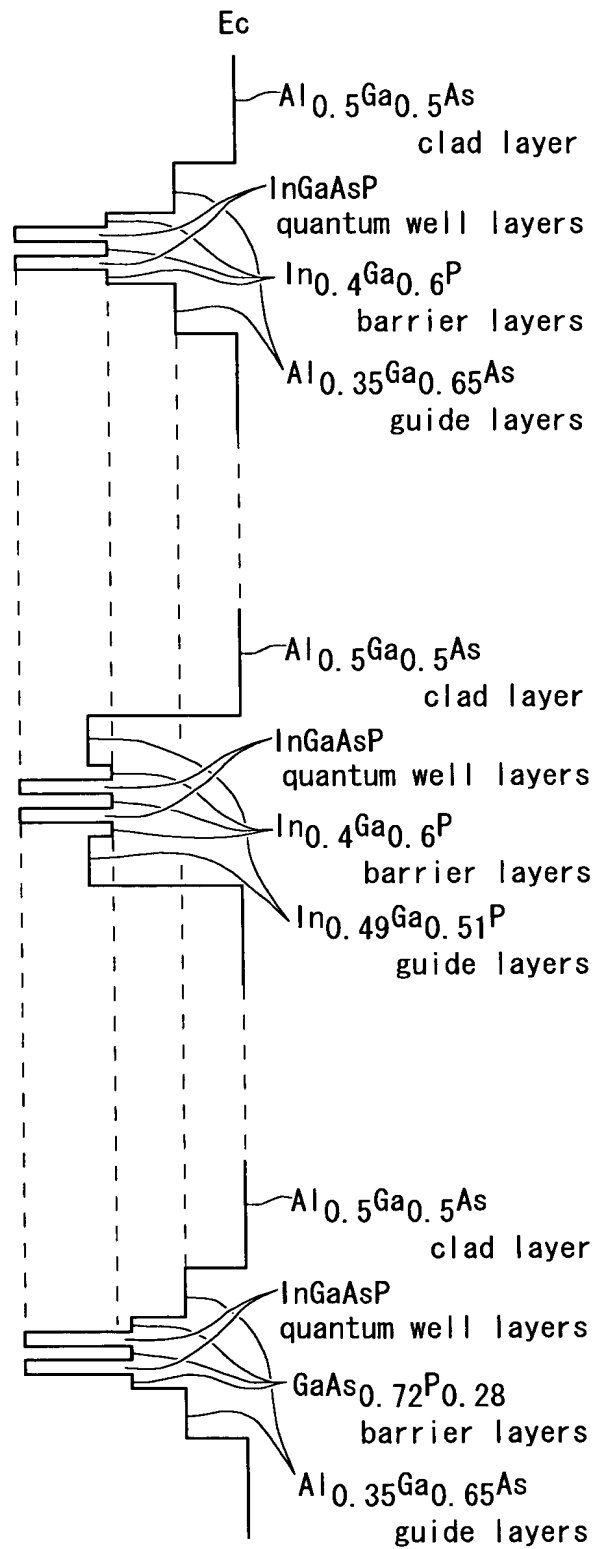 Ec
Al0.5Ga0.5As
clad layer
InGaAsP
quantum well layers
In0.4Ga0.6P
barrier layers
Al0.35Ga0.65As
guide layers
Al0.5Ga0.5As
clad layer
InGaAsP
quantum well layers
In0.4Ga0.6P
barrier layers
In0.49Ga0.51P
guide layers
Al0.5Ga0.5As
clad layer
InGaAsP
quantum well layers
GaAs0.72P0.28
barrier layers
Al0.35Ga0.65As
guide layers